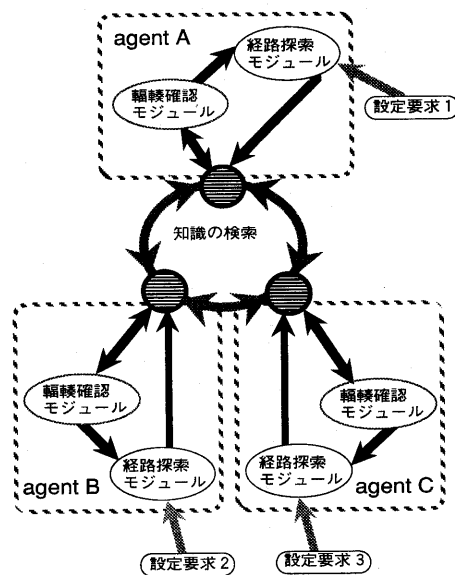 agent A
経路探索
モジュール
輻輳確認
モジュール
設定要求1
知識の検索
輻輳確認
モジュール
経路探索
モジュール
agent B
設定要求2
輻輳確認
モジュール
経路探索
モジュール
agent C
設定要求3